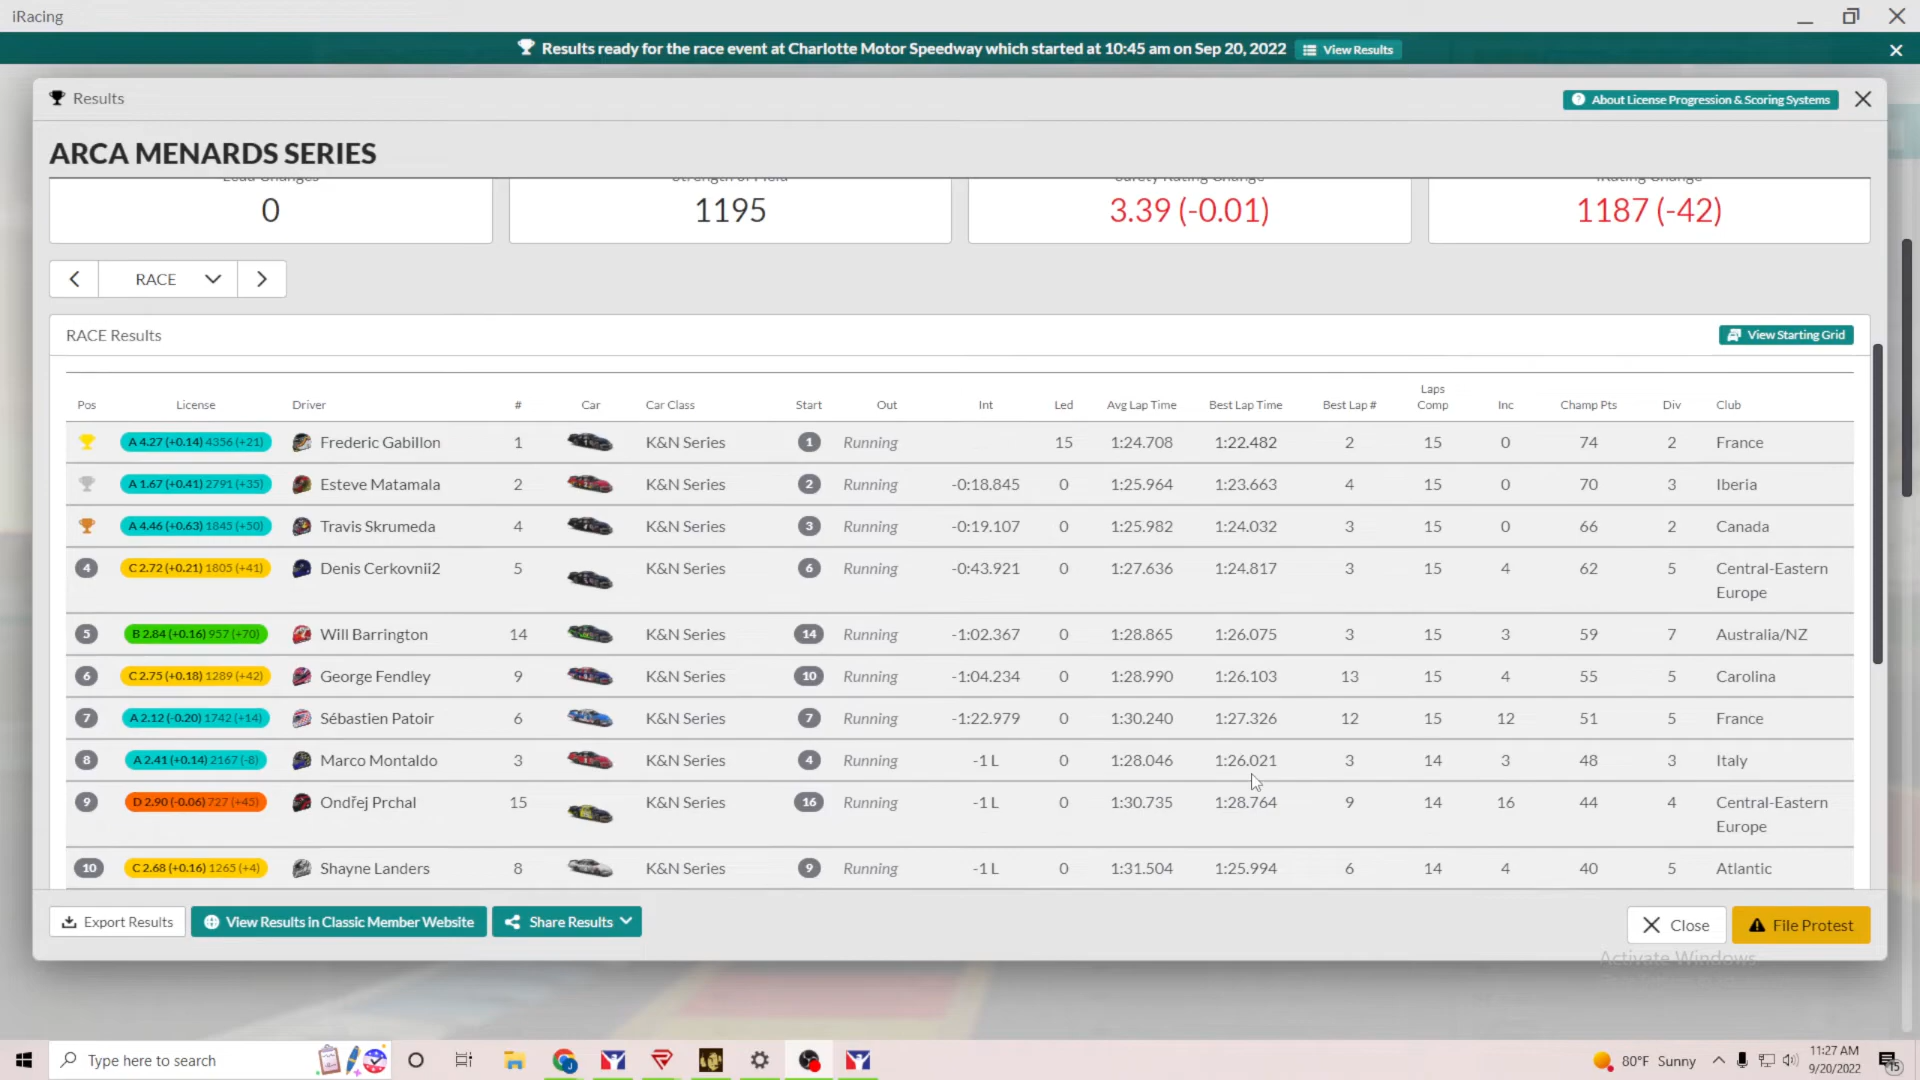 iRacing
Results ready for the race event at Charlotte Motor Speedway which started at 10:45 am on Sep 20, 2022 View Results
Results About License Progression & Scoring Systems
ARCA MENARDS SERIES
Lead Changes Strength of Field Safety Rating Change iRating Change
0 1195 3.39 (-0.01) 1187 (-42)
RACE
RACE Results View Starting Grid
Pos License Driver # Car Car Class Start Out Int Led Avg Lap Time Best Lap Time Best Lap # Laps Comp Inc Champ Pts Div Club
A 4.27 (+0.14) 4356 (+21) Frederic Gabillon 1 K&N Series 1 Running 15 1:24.708 1:22.482 2 15 0 74 2 France
A 1.67 (+0.41) 2791 (+35) Esteve Matamala 2 K&N Series 2 Running -0:18.845 0 1:25.964 1:23.663 4 15 0 70 3 Iberia
A 4.46 (+0.63) 1845 (+50) Travis Skrumeda 4 K&N Series 3 Running -0:19.107 0 1:25.982 1:24.032 3 15 0 66 2 Canada
4 C 2.72 (+0.21) 1805 (+41) Denis Cerkovnii2 5 K&N Series 6 Running -0:43.921 0 1:27.636 1:24.817 3 15 4 62 5 Central-Eastern Europe
5 B 2.84 (+0.16) 957 (+70) Will Barrington 14 K&N Series 14 Running -1:02.367 0 1:28.865 1:26.075 3 15 3 59 7 Australia/NZ
6 C 2.75 (+0.18) 1289 (+42) George Fendley 9 K&N Series 10 Running -1:04.234 0 1:28.990 1:26.103 13 15 4 55 5 Carolina
7 A 2.12 (-0.20) 1742 (+14) Sébastien Patoir 6 K&N Series 7 Running -1:22.979 0 1:30.240 1:27.326 12 15 12 51 5 France
8 A 2.41 (+0.14) 2167 (-8) Marco Montaldo 3 K&N Series 4 Running -1 L 0 1:28.046 1:26.021 3 14 3 48 3 Italy
9 D 2.90 (-0.06) 727 (+45) Ondřej Prchal 15 K&N Series 16 Running -1 L 0 1:30.735 1:28.764 9 14 16 44 4 Central-Eastern Europe
10 C 2.68 (+0.16) 1265 (+4) Shayne Landers 8 K&N Series 9 Running -1 L 0 1:31.504 1:25.994 6 14 4 40 5 Atlantic
Export Results View Results in Classic Member Website Share Results Close File Protest
Activate Windows
Type here to search 80°F Sunny 11:27 AM
9/20/2022 15